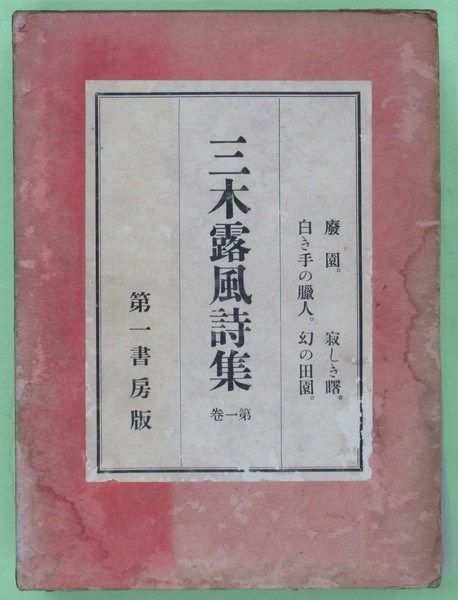 廢園。　寂しき曙。
白き手の臘人。幻の田園。
三木露風詩集
第一卷
第一書房版